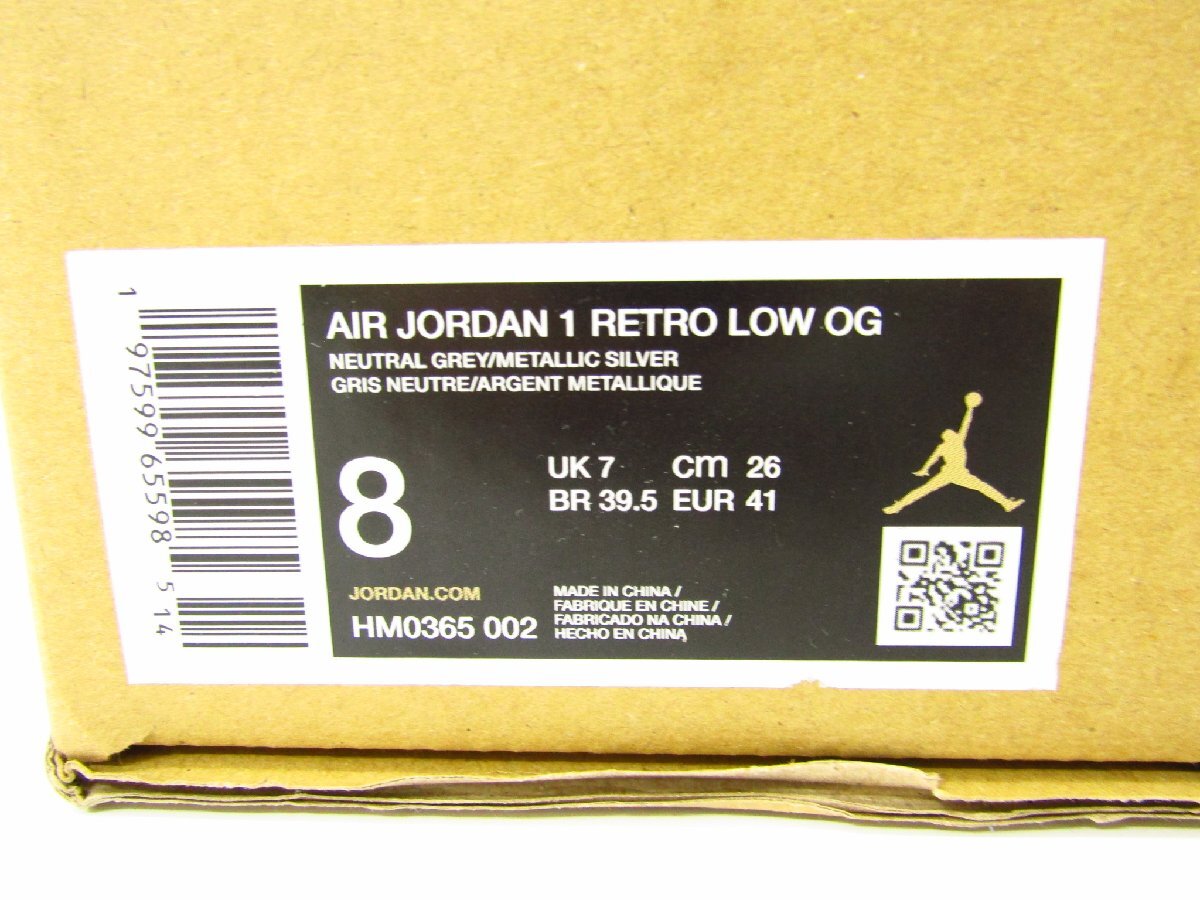 AIR JORDAN 1 RETRO LOW OG
NEUTRAL GREY/METALLIC SILVER
GRIS NEUTRE/ARGENT METALLIQUE
8
UK 7 cm 26
BR 39.5 EUR 41
JORDAN.COM
HM0365 002
MADE IN CHINA /
FABRIQUE EN CHINE /
FABRICADO NA CHINA /
HECHO EN CHINA
1 97599 65598 5 14